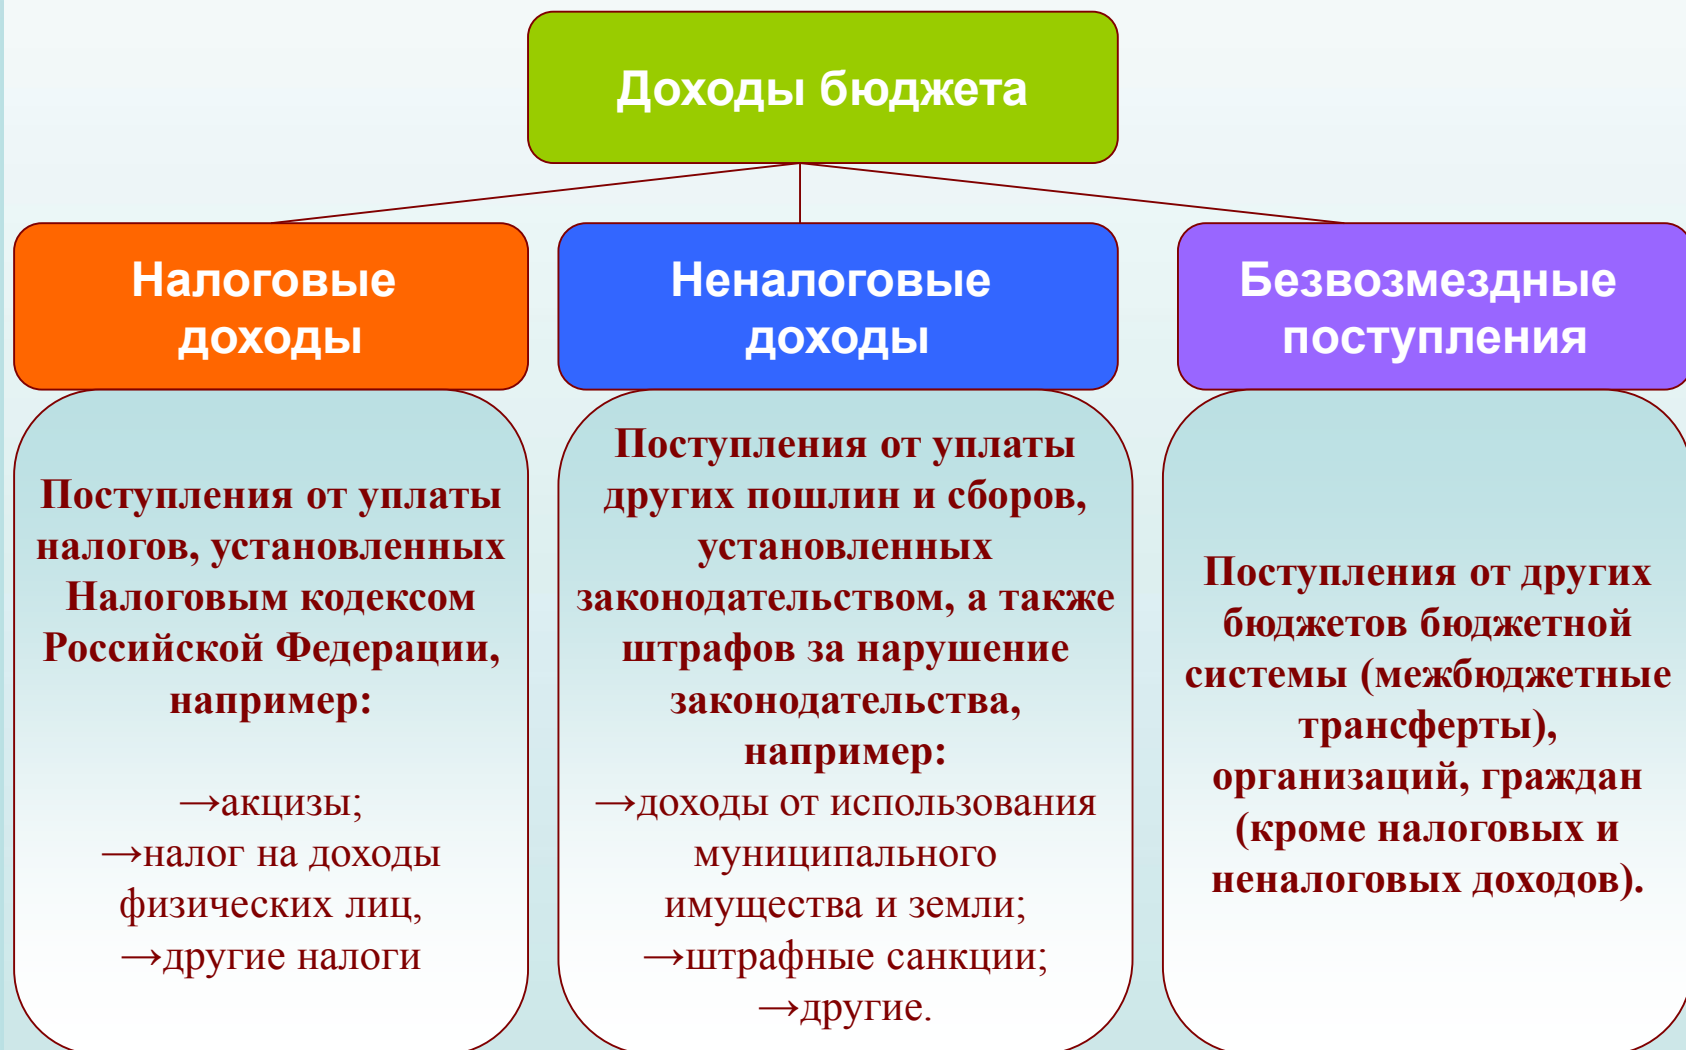 Доходы бюджета
Налоговые
доходы
Поступления от уплаты
налогов, установленных
Налоговым кодексом
Российской Федерации,
например:
→акцизы;
→налог на доходы
физических лиц,
→другие налоги
Неналоговые
доходы
Поступления от уплаты
других пошлин и сборов,
установленных
законодательством, а также
штрафов за нарушение
законодательства,
например:
→доходы от использования
муниципального
имущества и земли;
→штрафные санкции;
→другие.
Безвозмездные
поступления
Поступления от других
бюджетов бюджетной
системы (межбюджетные
трансферты),
организаций, граждан
(кроме налоговых и
неналоговых доходов).